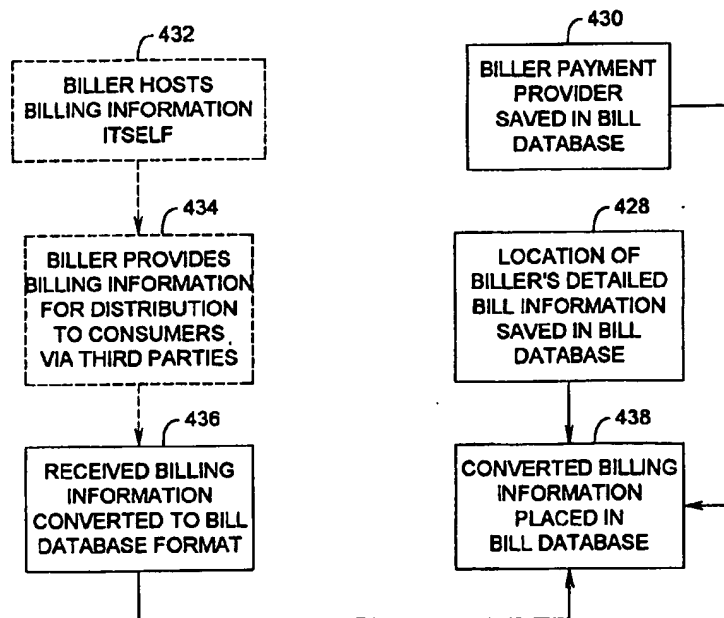 432
BILLER HOSTS
BILLING INFORMATION
ITSELF
434
BILLER PROVIDES
BILLING INFORMATION
FOR DISTRIBUTION
TO CONSUMERS
VIA THIRD PARTIES
436
RECEIVED BILLING
INFORMATION
CONVERTED TO BILL
DATABASE FORMAT
430
BILLER PAYMENT
PROVIDER
SAVED IN BILL
DATABASE
428
LOCATION OF
BILLER'S DETAILED
BILL INFORMATION
SAVED IN BILL
DATABASE
438
CONVERTED BILLING
INFORMATION
PLACED IN
BILL DATABASE